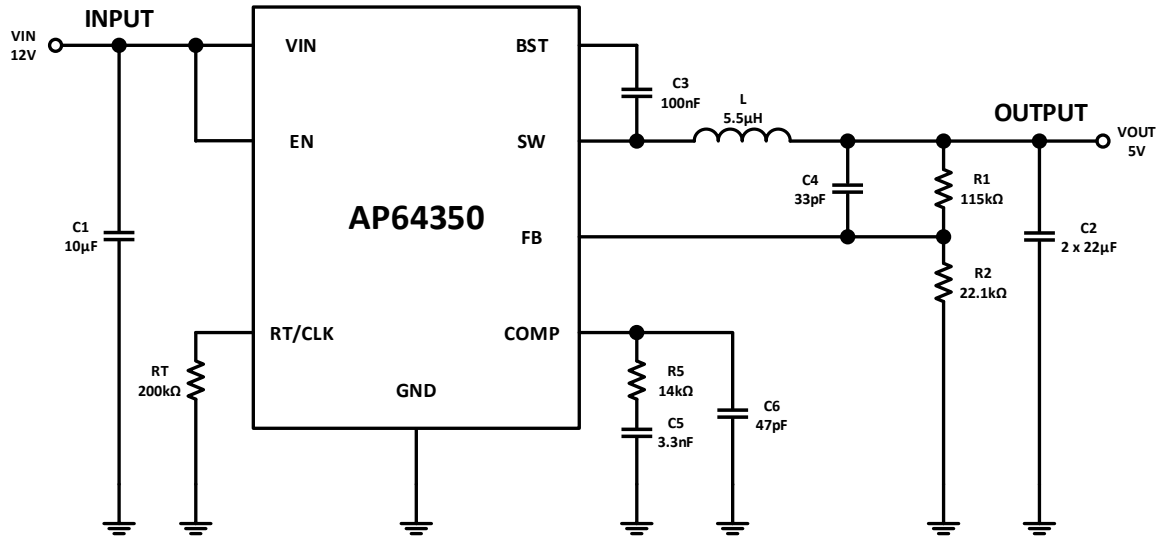 INPUT
VIN
12V
VIN
BST
C3
100nF
L
5.5µH
OUTPUT
VOUT
5V
EN
SW
C4
33pF
R1
115kΩ
AP64350
C1
10µF
FB
C2
2 x 22µF
R2
22.1kΩ
RT/CLK
COMP
RT
200kΩ
GND
R5
14kΩ
C5
3.3nF
C6
47pF